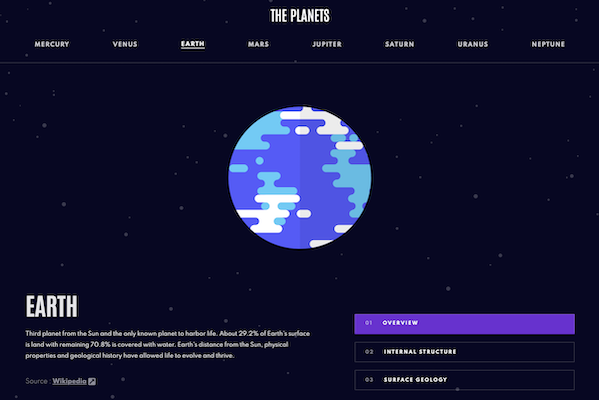 THE PLANETS
MERCURY VENUS EARTH MARS JUPITER SATURN URANUS NEPTUNE
EARTH
Third planet from the Sun and the only known planet to harbor life. About 29.2% of Earth's surface
is land with remaining 70.8% is covered with water. Earth's distance from the Sun, physical
properties and geological history have allowed life to evolve and thrive.
Source : Wikipedia
01 OVERVIEW
02 INTERNAL STRUCTURE
03 SURFACE GEOLOGY